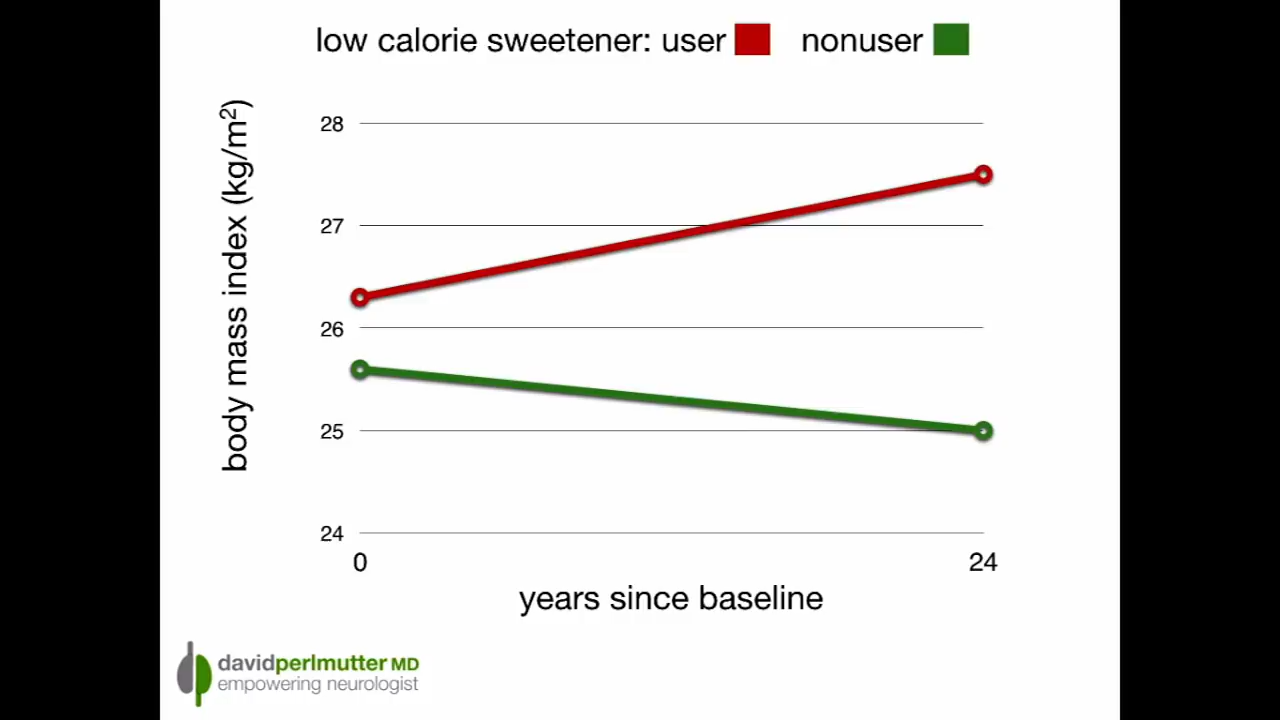 low calorie sweetener: user nonuser
body mass index (kg/m²)
28
27
26
25
24
0 24
years since baseline
davidperlmutter MD
empowering neurologist